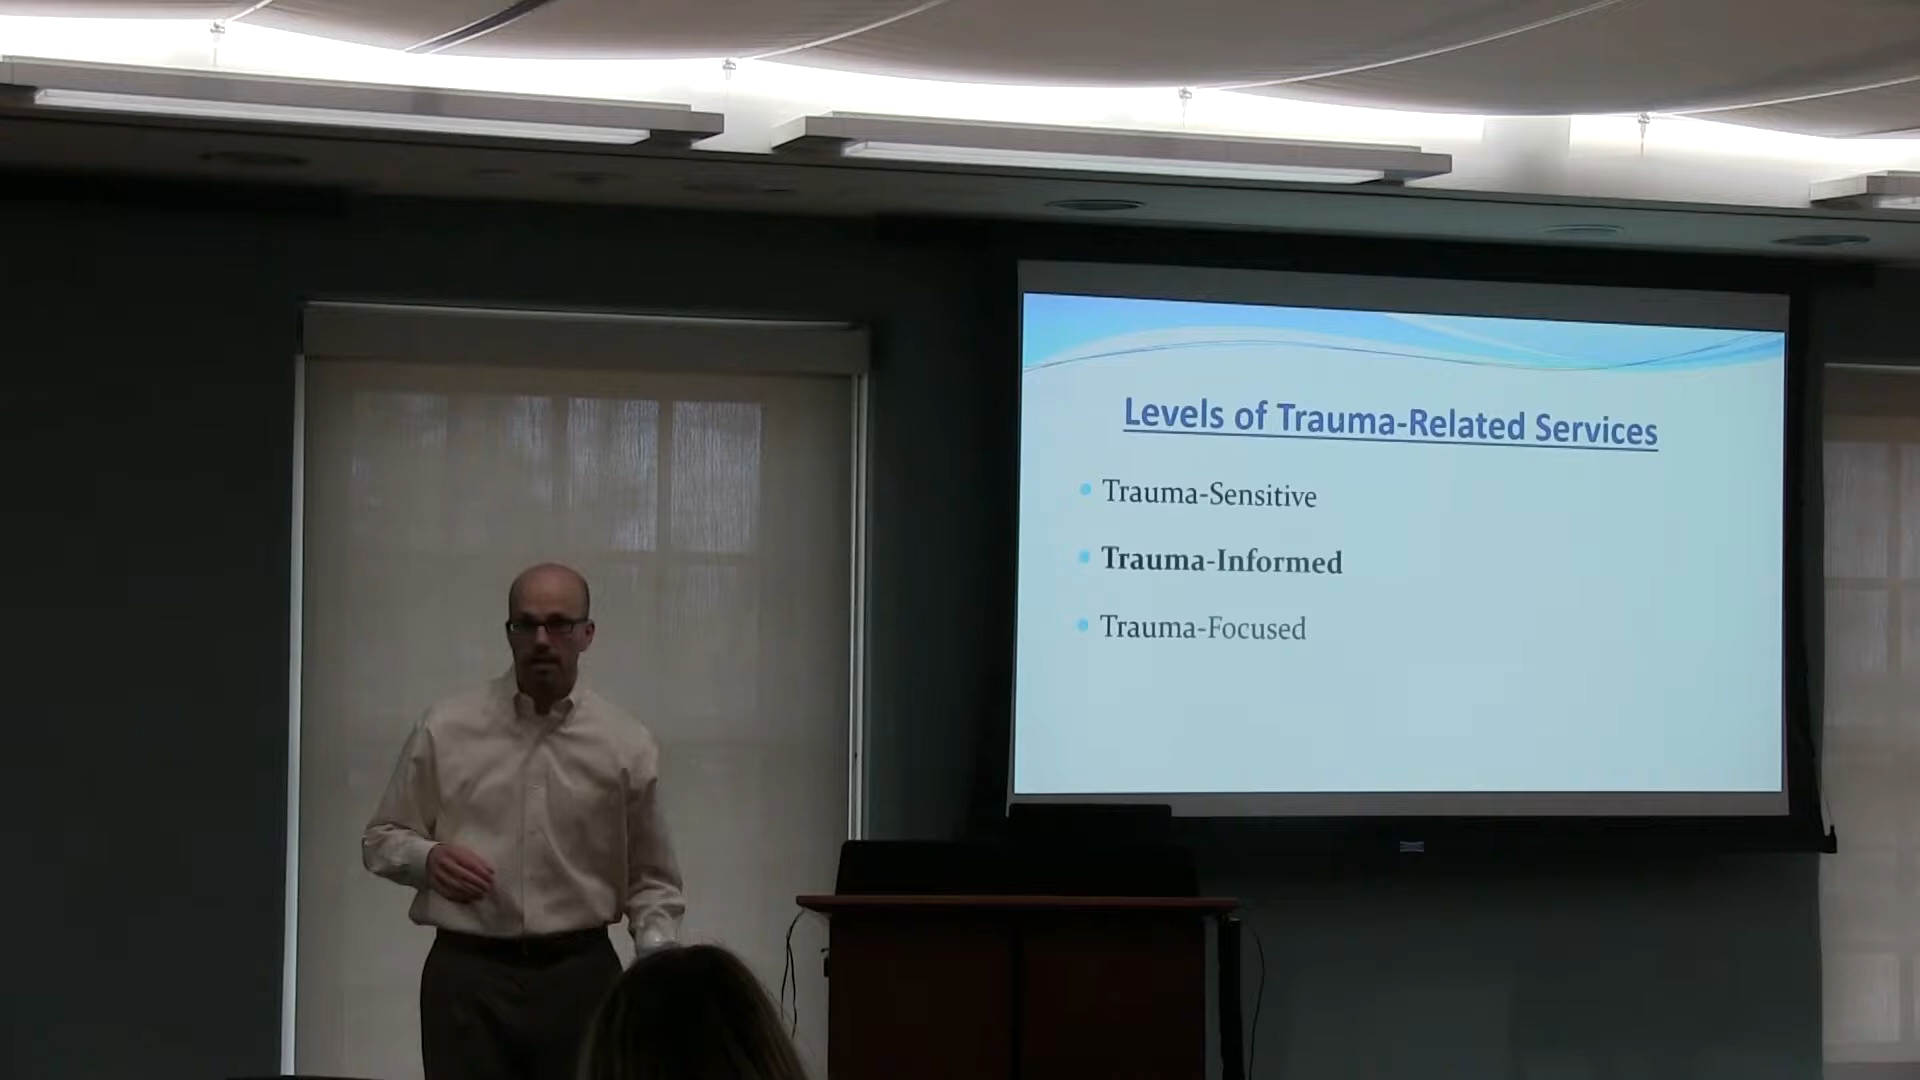 Levels of Trauma-Related Services
Trauma-Sensitive
Trauma-Informed
Trauma-Focused